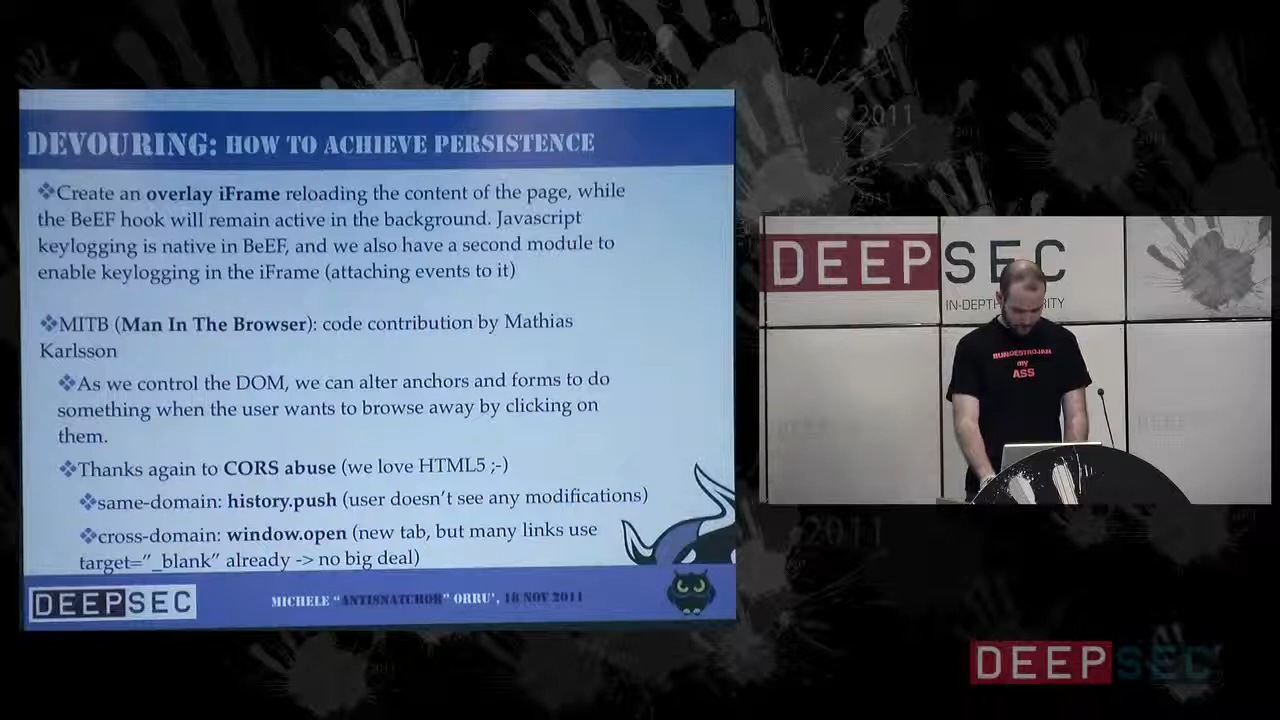 2011
DEVOURING: HOW TO ACHIEVE PERSISTENCE
❖Create an overlay iFrame reloading the content of the page, while
the BeEF hook will remain active in the background. Javascript
keylogging is native in BeEF, and we also have a second module to
enable keylogging in the iFrame (attaching events to it)
❖MITB (Man In The Browser): code contribution by Mathias
Karlsson
❖As we control the DOM, we can alter anchors and forms to do
something when the user wants to browse away by clicking on
them.
❖Thanks again to CORS abuse (we love HTML5 ;-)
❖same-domain: history.push (user doesn't see any modifications)
❖cross-domain: window.open (new tab, but many links use
target="_blank" already -> no big deal)
DEEPSEC
MICHELE "ANTISNATCHOR" ORRU', 18 NOV 2011
DEEPSEC
BUNDESTROJAN
my
ASS
2011
DEEPSEC